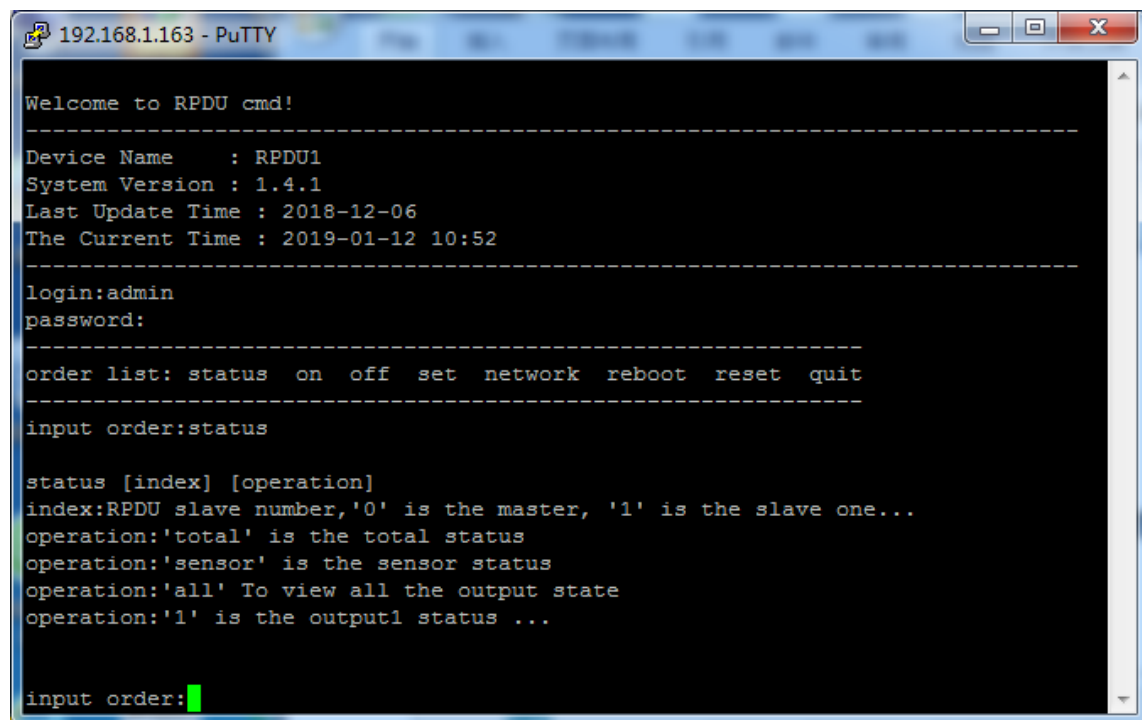 192.168.1.163 - PuTTY
Welcome to RPDU cmd!
------------------------------------------------------------------------------
Device Name    : RPDU1
System Version : 1.4.1
Last Update Time : 2018-12-06
The Current Time : 2019-01-12 10:52
------------------------------------------------------------------------------
login:admin
password:
--------------------------------------------------------------
order list: status  on  off  set  network  reboot  reset  quit
--------------------------------------------------------------
input order:status
status [index] [operation]
index:RPDU slave number,'0' is the master, '1' is the slave one...
operation:'total' is the total status
operation:'sensor' is the sensor status
operation:'all' To view all the output state
operation:'1' is the output1 status ...
input order: